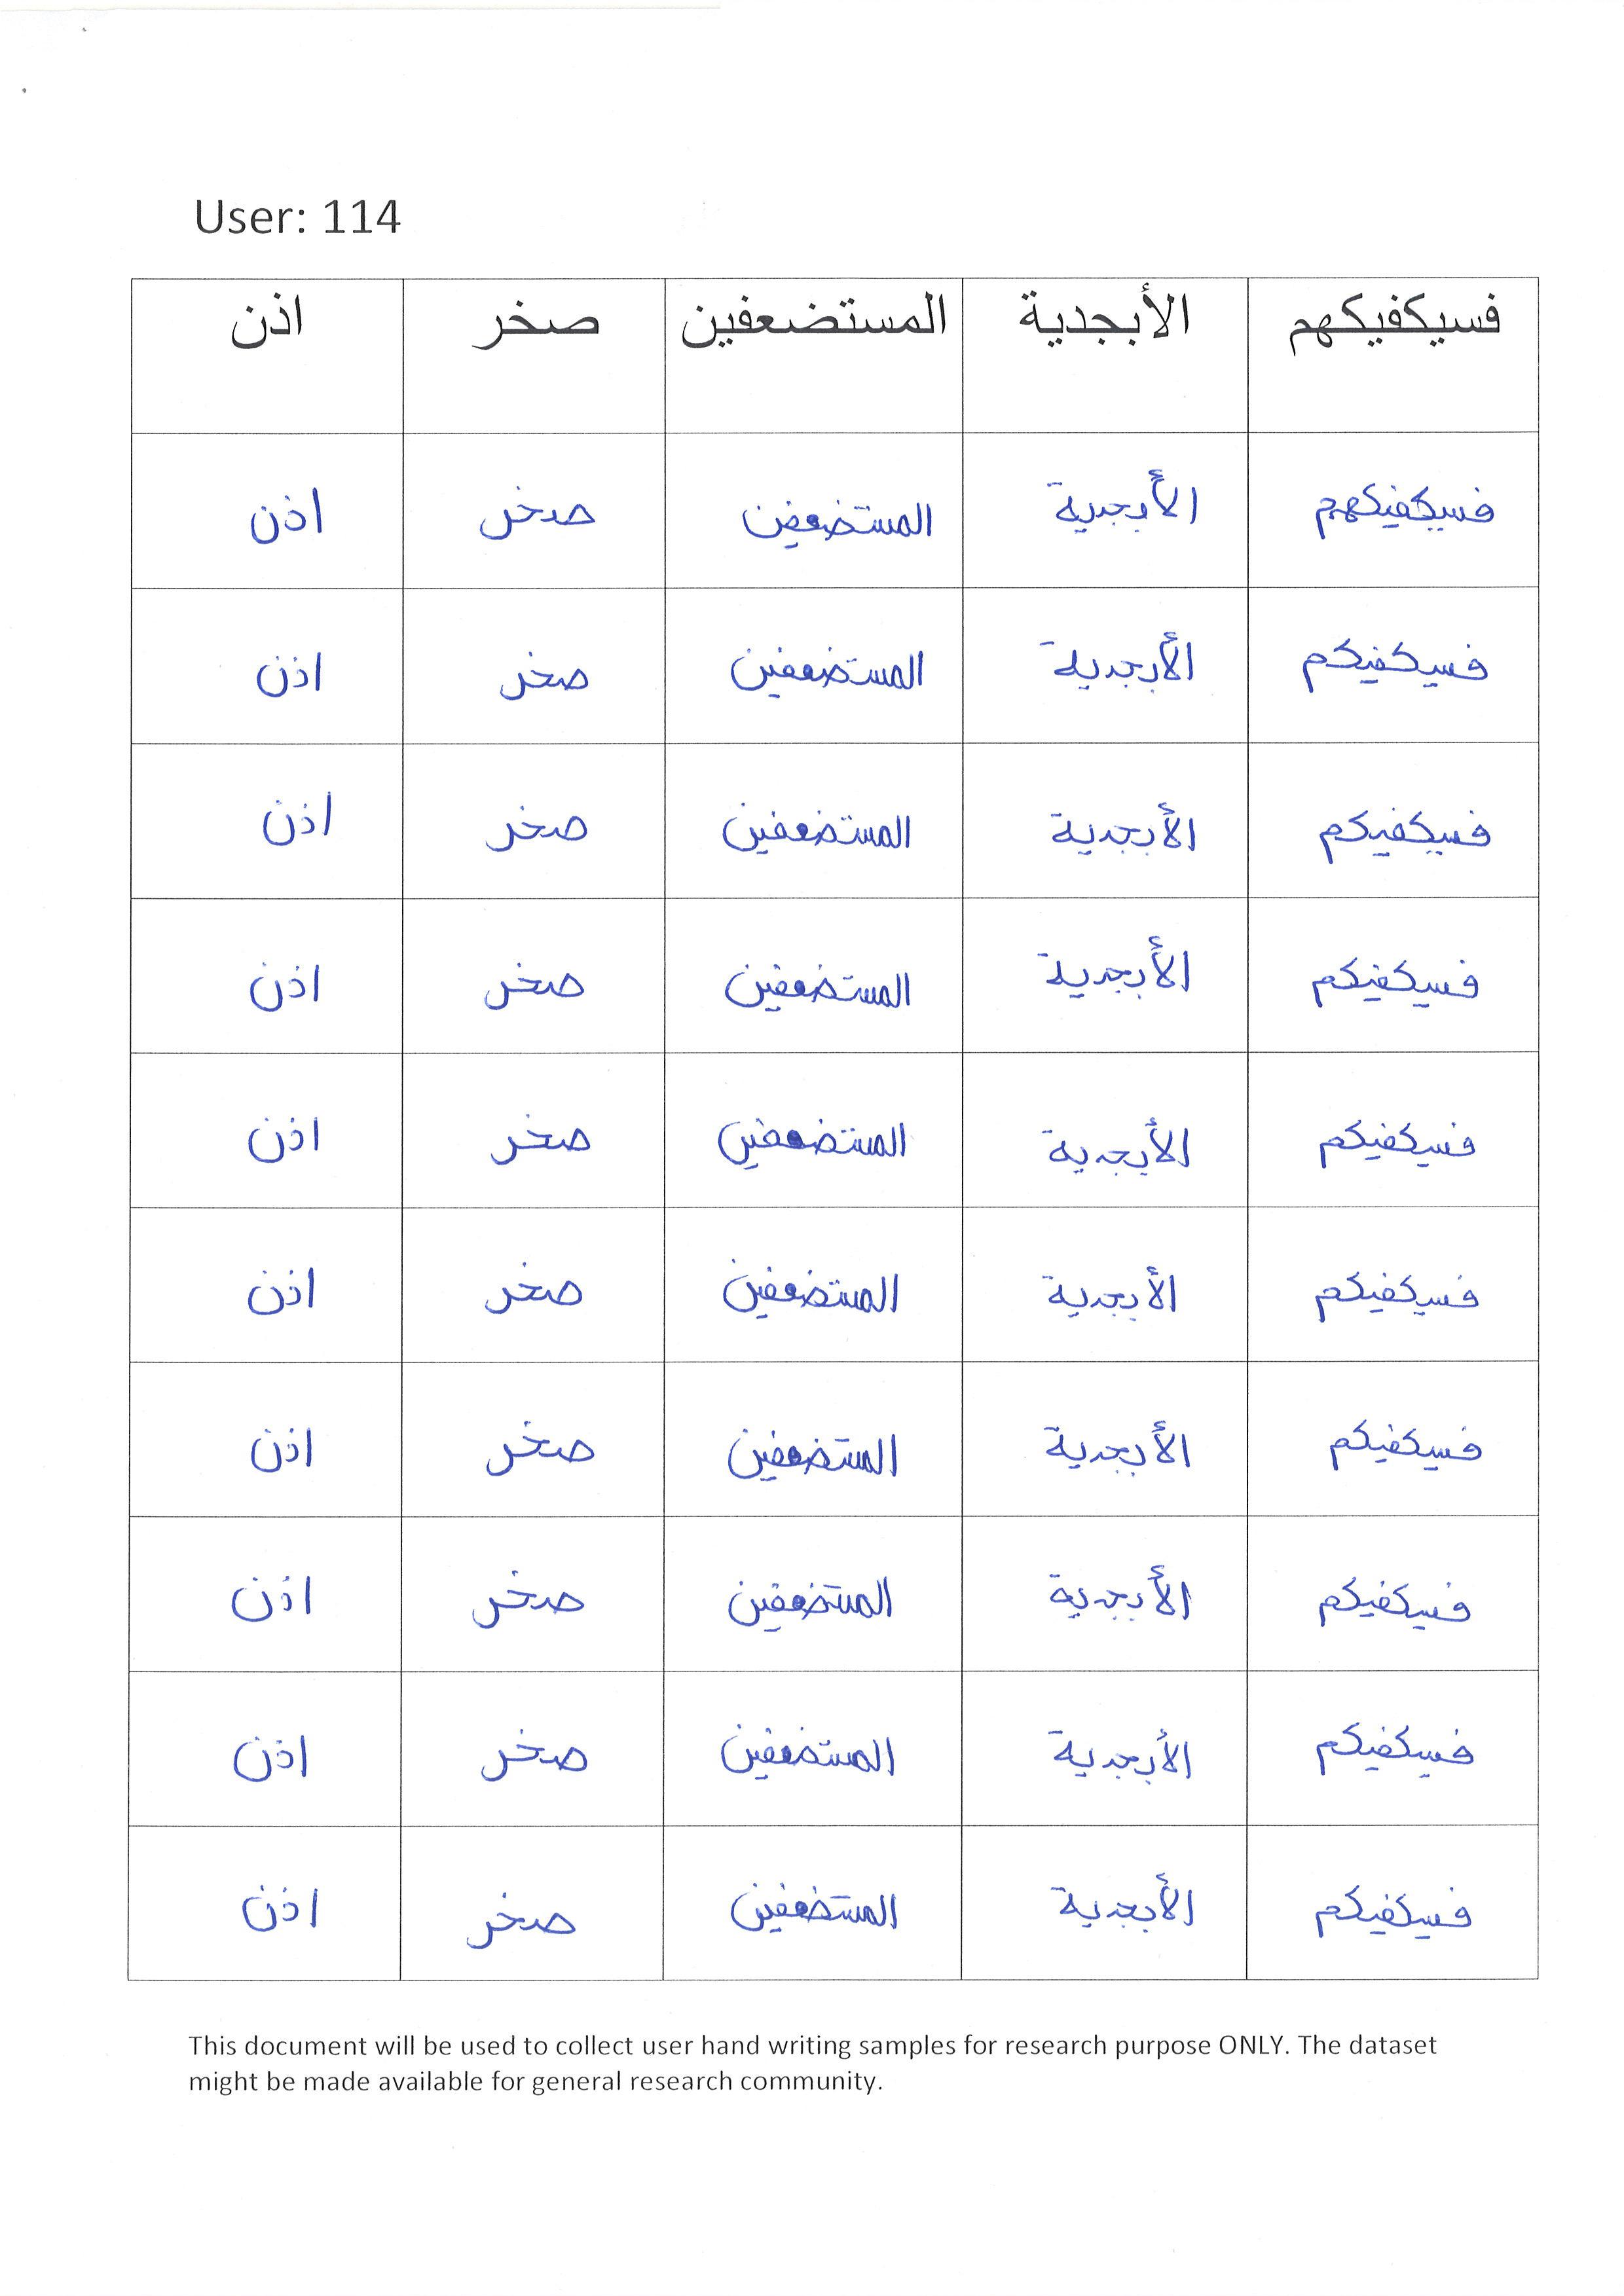 User: 114
فسيكفيكهم الأبجدية المستضعفين صخر اذن
فسيكفيكهم الأبجدية المستضعفين صخر اذن
فسيكفيكم الأبجدية المستضعفين صخر اذن
فسيكفيكم الأبجدية المستضعفين صخر اذن
فسيكفيكم الأبجدية المستضعفين صخر اذن
فسيكفيكم الأبجدية المستضعفين صخر اذن
فسيكفيكم الأبجدية المستضعفين صخر اذن
فسيكفيكم الأبجدية المستضعفين صخر اذن
فسيكفيكم الأبجدية المستضعفين صخر اذن
فسيكفيكم الأبجدية المستضعفين صخر اذن
فسيكفيكم الأبجدية المستضعفين صخر اذن
This document will be used to collect user hand writing samples for research purpose ONLY. The dataset
might be made available for general research community.